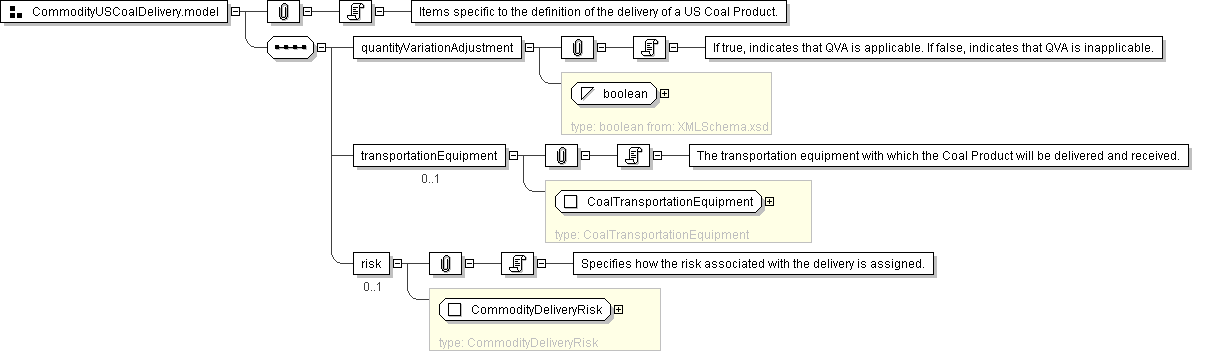 CommodityUSCoalDelivery.model
Items specific to the definition of the delivery of a US Coal Product.
quantityVariationAdjustment
If true, indicates that QVA is applicable. If false, indicates that QVA is inapplicable.
boolean
type: boolean from: XMLSchema.xsd
transportationEquipment
The transportation equipment with which the Coal Product will be delivered and received.
0..1
CoalTransportationEquipment
type: CoalTransportationEquipment
risk
Specifies how the risk associated with the delivery is assigned.
0..1
CommodityDeliveryRisk
type: CommodityDeliveryRisk